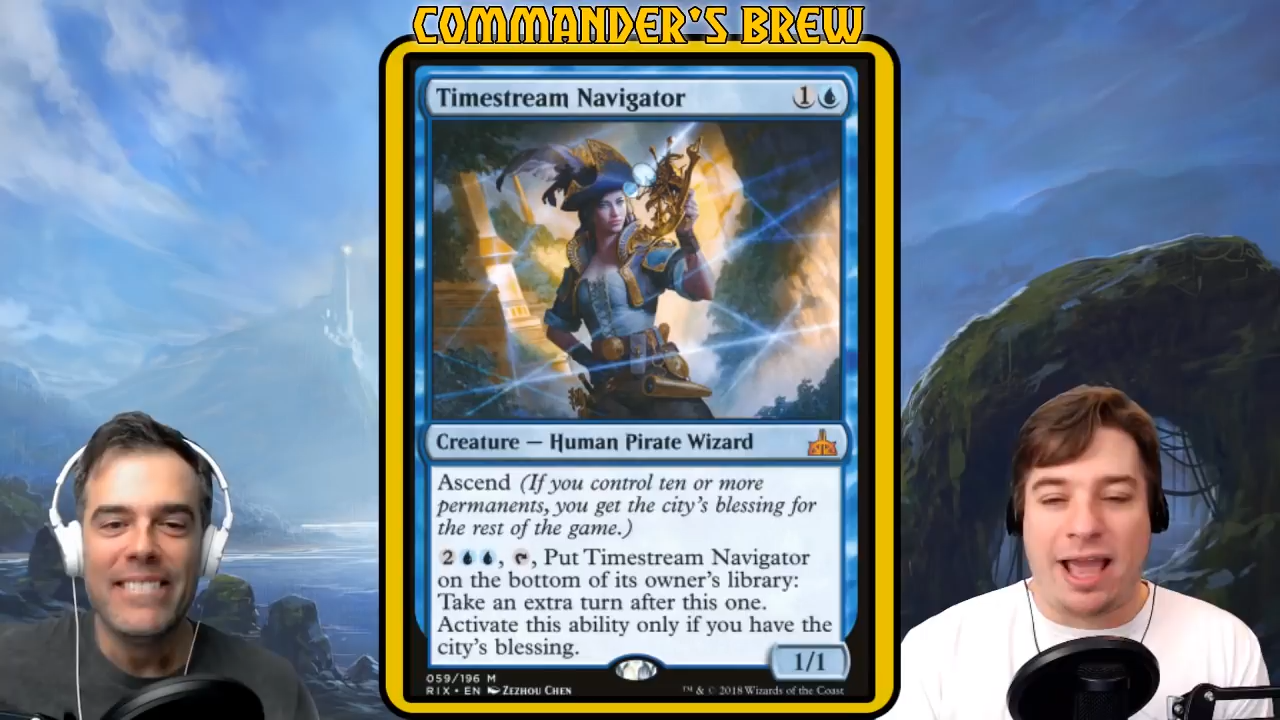 COMMANDER'S BREW
Timestream Navigator 1
Creature — Human Pirate Wizard
Ascend (If you control ten or more
permanents, you get the city's blessing for
the rest of the game.)
2 , , Put Timestream Navigator
on the bottom of its owner's library:
Take an extra turn after this one.
Activate this ability only if you have the
city's blessing.
1/1
059/196 M
RIX • EN Zezhou Chen
™ & © 2018 Wizards of the Coast